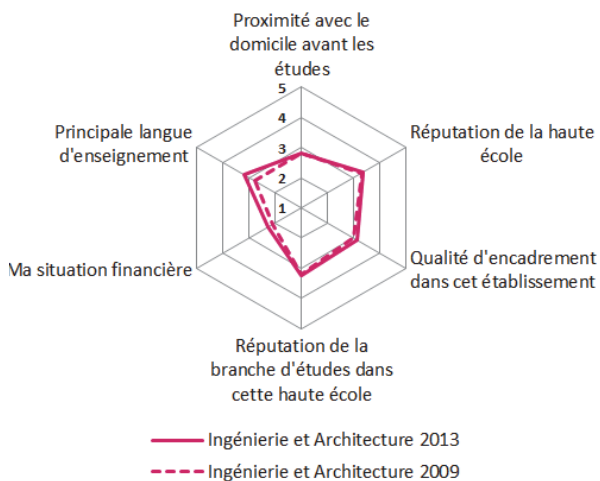 Proximité avec le
domicile avant les
études
5
4
3
2
1
Principale langue
d'enseignement
Réputation de la haute
école
Ma situation financière
Qualité d'encadrement
dans cet établissement
Réputation de la
branche d'études dans
cette haute école
Ingénierie et Architecture 2013
Ingénierie et Architecture 2009